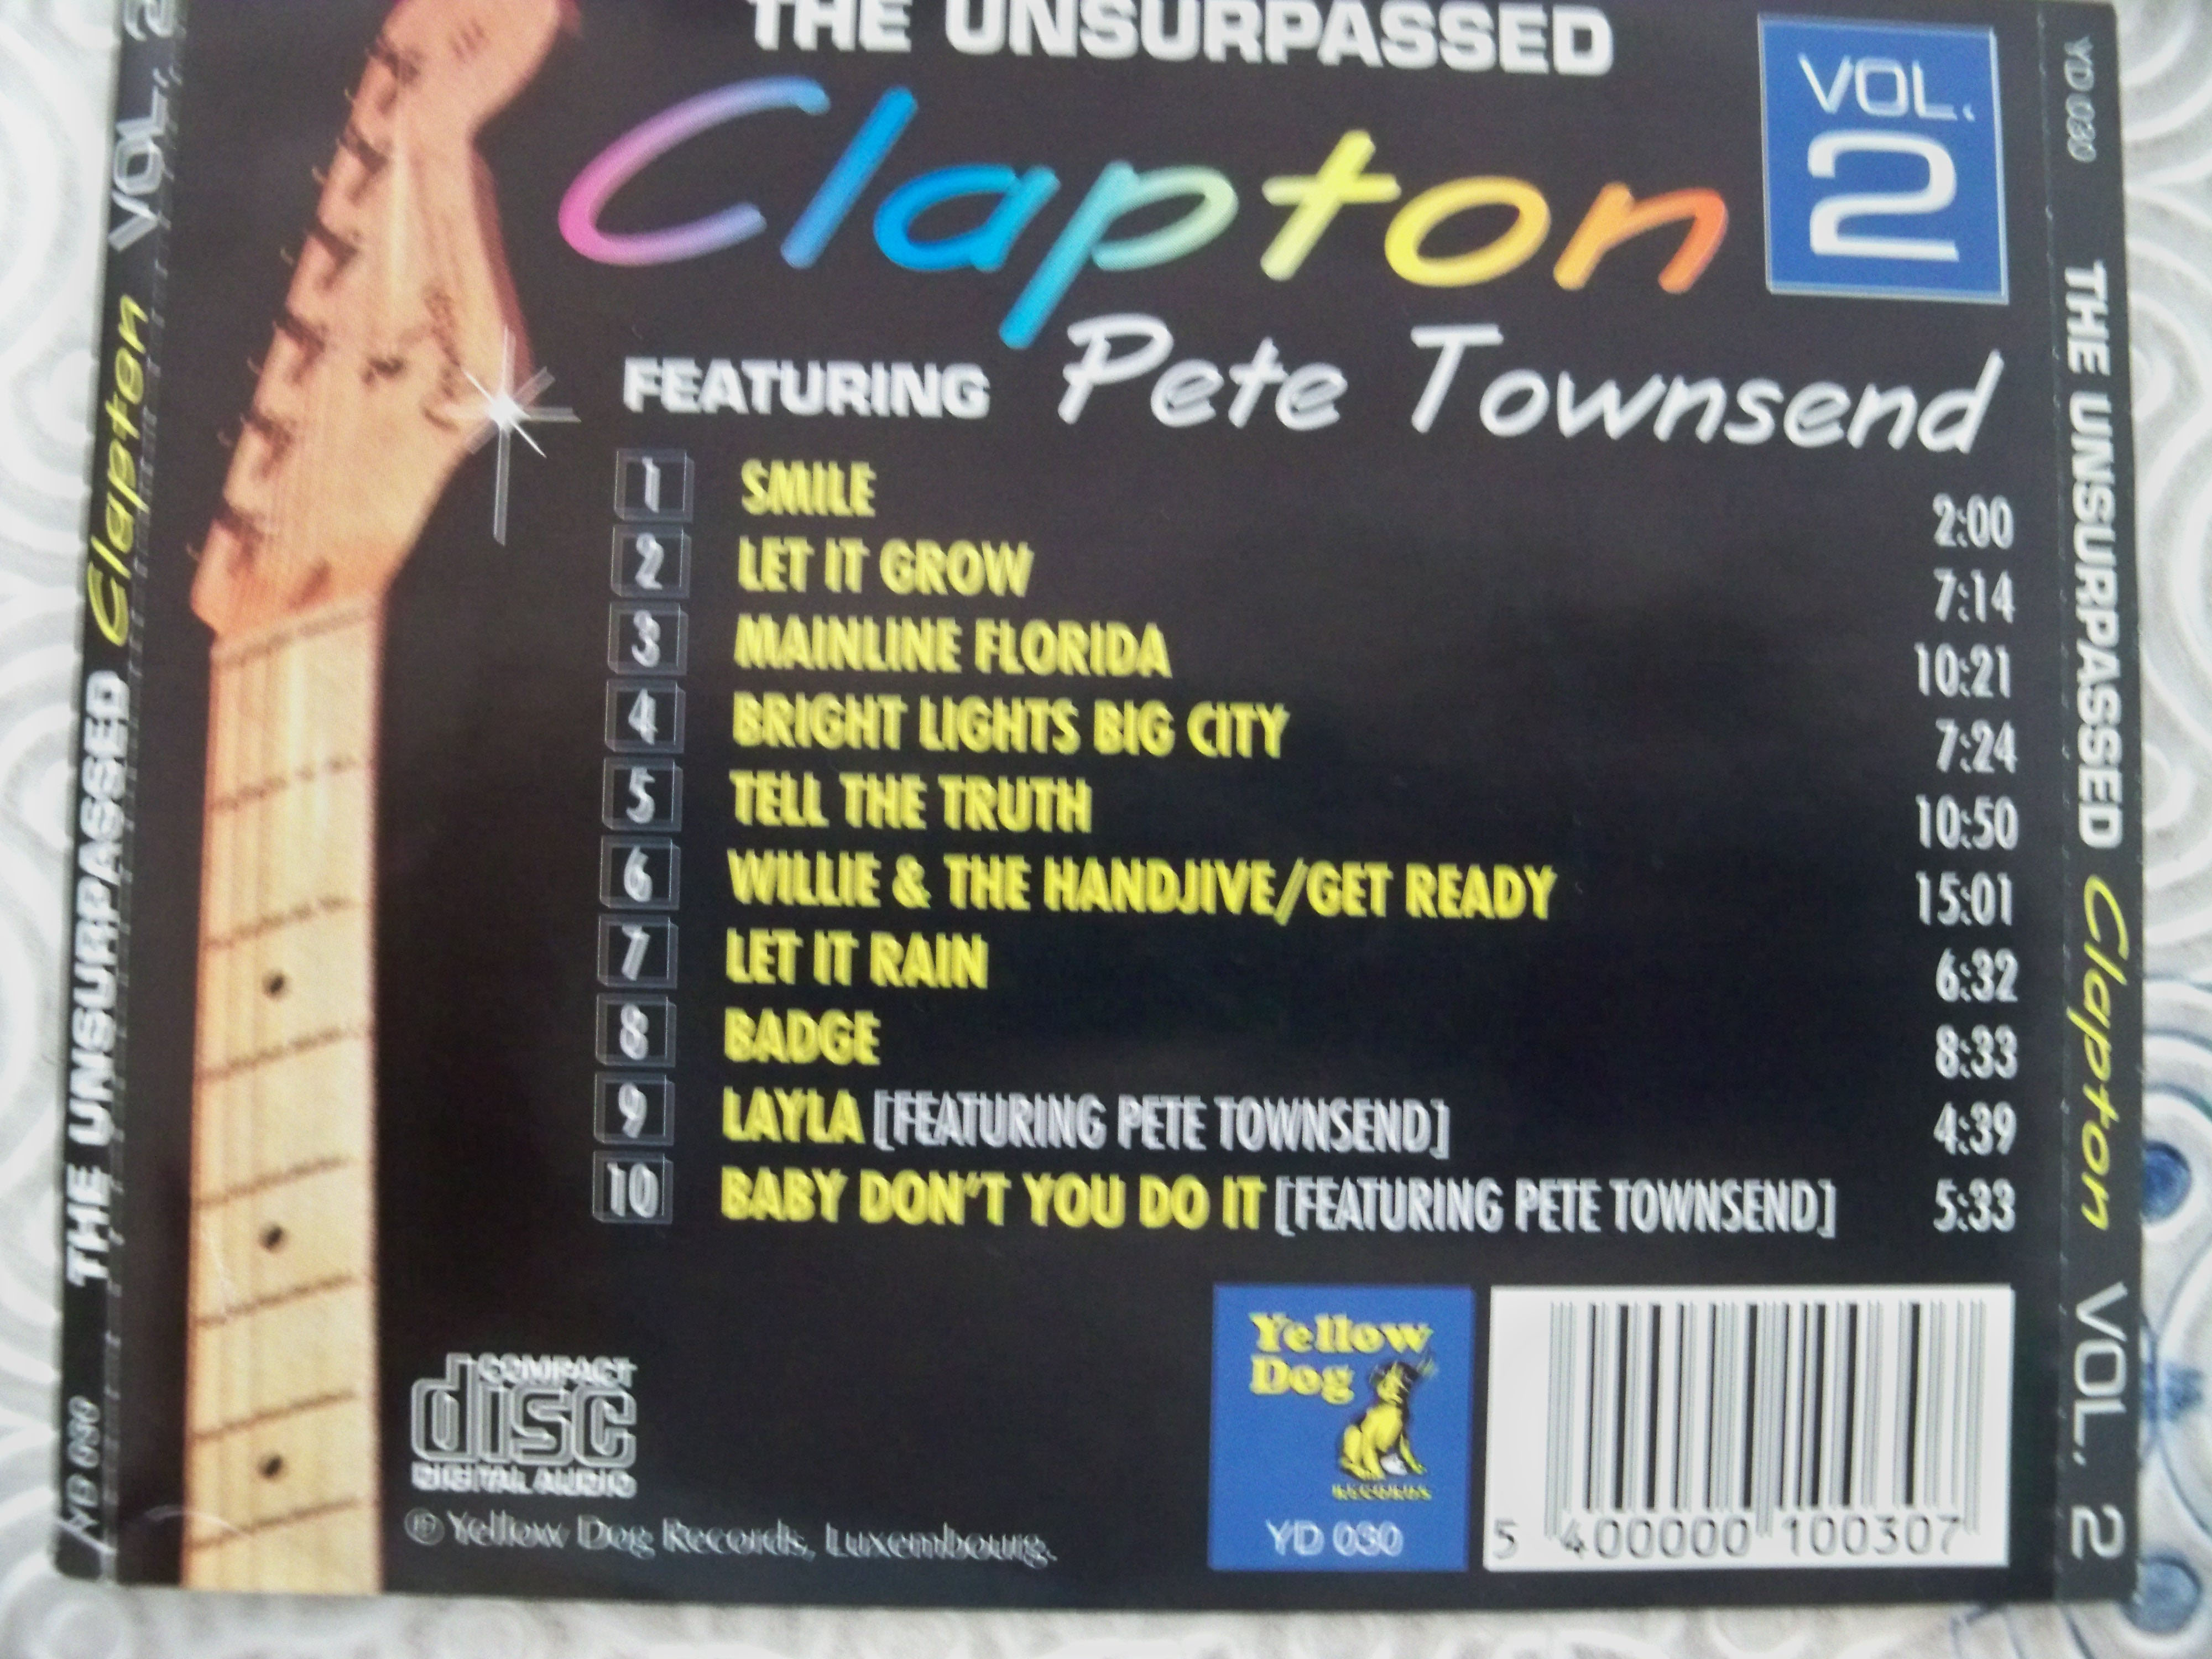 THE UNSURPASSED
Clapton
VOL.
2
FEATURING Pete Townsend
1 SMILE 2:00
2 LET IT GROW 7:14
3 MAINLINE FLORIDA 10:21
4 BRIGHT LIGHTS BIG CITY 7:24
5 TELL THE TRUTH 10:50
6 WILLIE & THE HANDJIVE/GET READY 15:01
7 LET IT RAIN 6:32
8 BADGE 8:33
9 LAYLA [FEATURING PETE TOWNSEND] 4:39
10 BABY DON'T YOU DO IT [FEATURING PETE TOWNSEND] 5:33
COMPACT
disc
DIGITAL AUDIO
℗ Yellow Dog Records, Luxembourg.
Yellow
Dog
RECORDS
YD 030
5 400000 100307
YD 030 THE UNSURPASSED Clapton VOL. 2
YD 030 THE UNSURPASSED Clapton VOL. 2